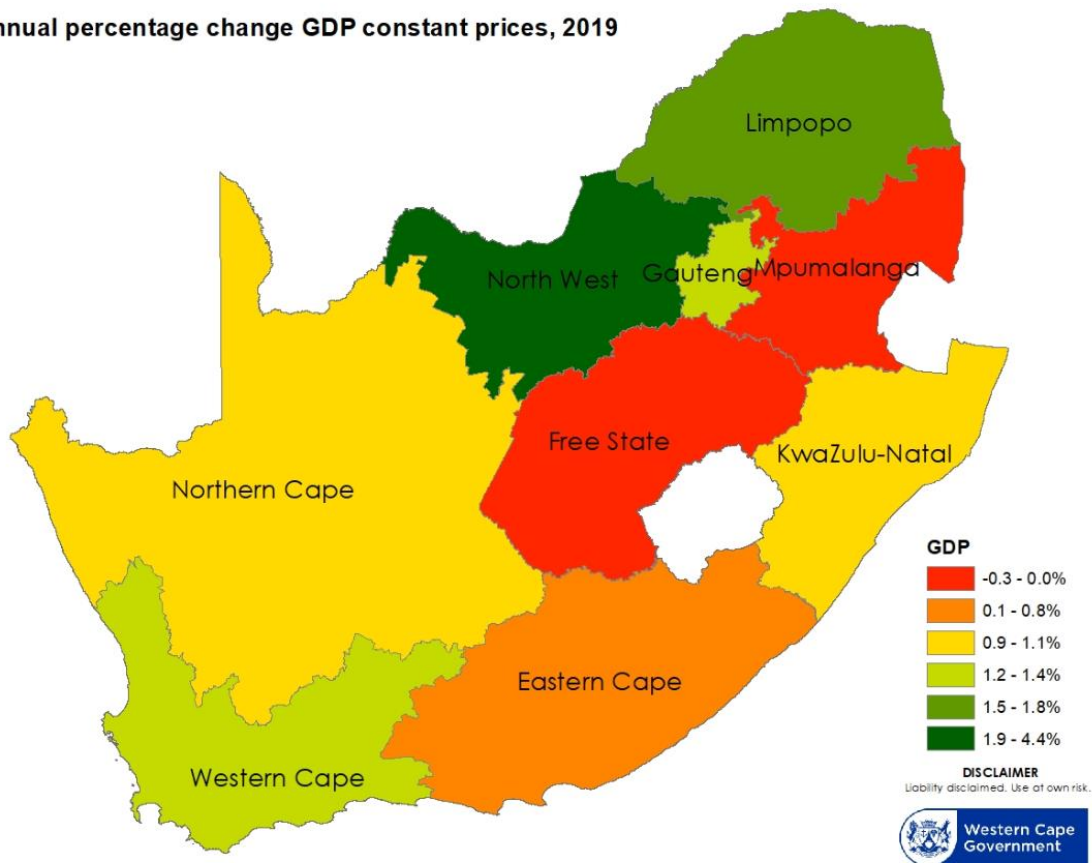 nnual percentage change GDP constant prices, 2019
Limpopo
North West
Gauteng
Mpumalanga
Free State
KwaZulu-Natal
Northern Cape
Eastern Cape
Western Cape
GDP
-0.3 - 0.0%
0.1 - 0.8%
0.9 - 1.1%
1.2 - 1.4%
1.5 - 1.8%
1.9 - 4.4%
DISCLAIMER
Liability disclaimed. Use at own risk.
Western Cape
Government